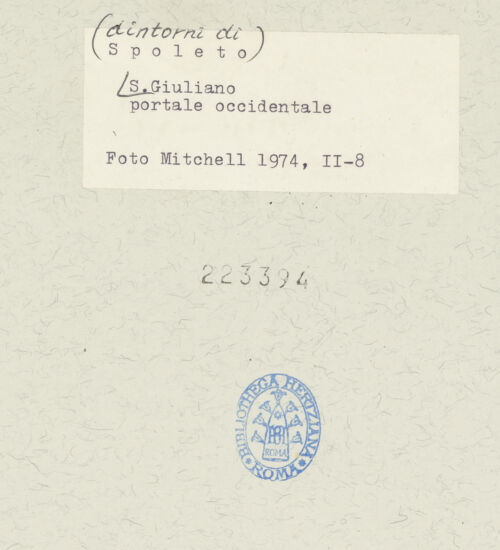 (dintorni di
Spoleto)
S.Giuliano
portale occidentale
Foto Mitchell 1974, II-8
223394
BIBLIOTHECA HERTZIANA
ROMA
ROMA